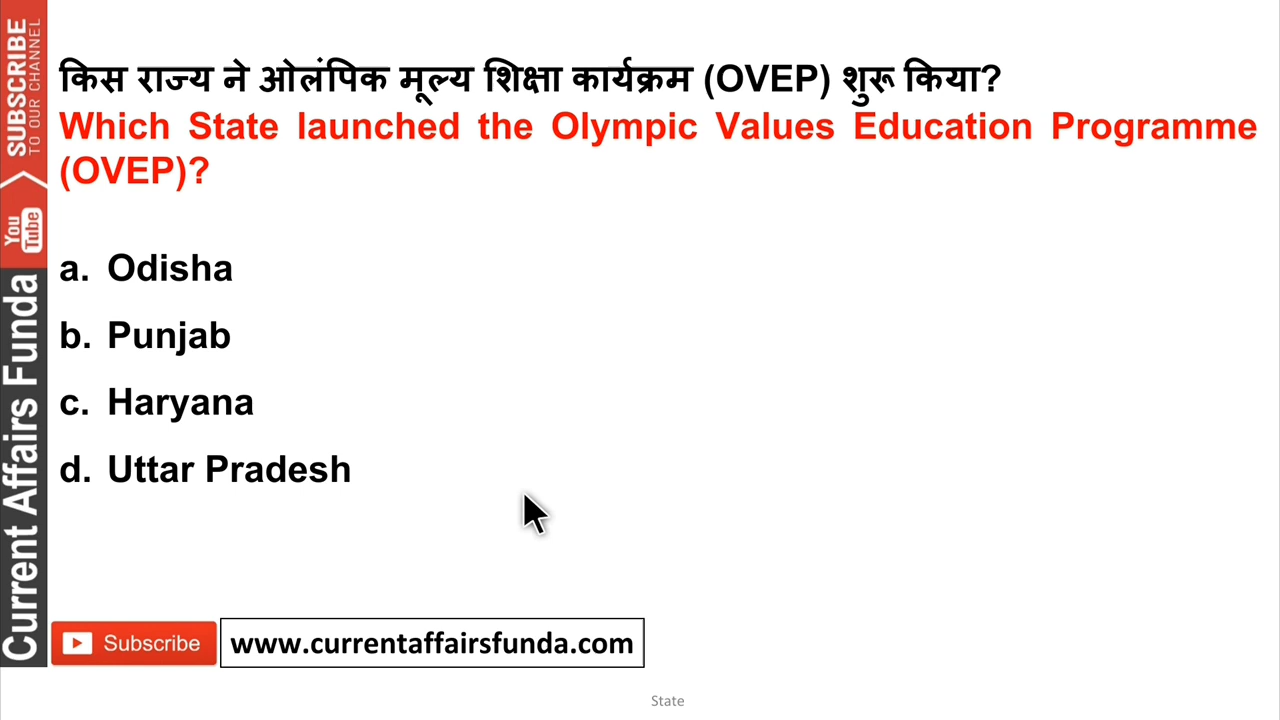 किस राज्य ने ओलंपिक मूल्य शिक्षा कार्यक्रम (OVEP) शुरू किया?
Which State launched the Olympic Values Education Programme
(OVEP)?
a. Odisha
b. Punjab
c. Haryana
d. Uttar Pradesh
SUBSCRIBE
TO OUR CHANNEL
You
Tube
Current Affairs Funda
Subscribe
www.currentaffairsfunda.com
State